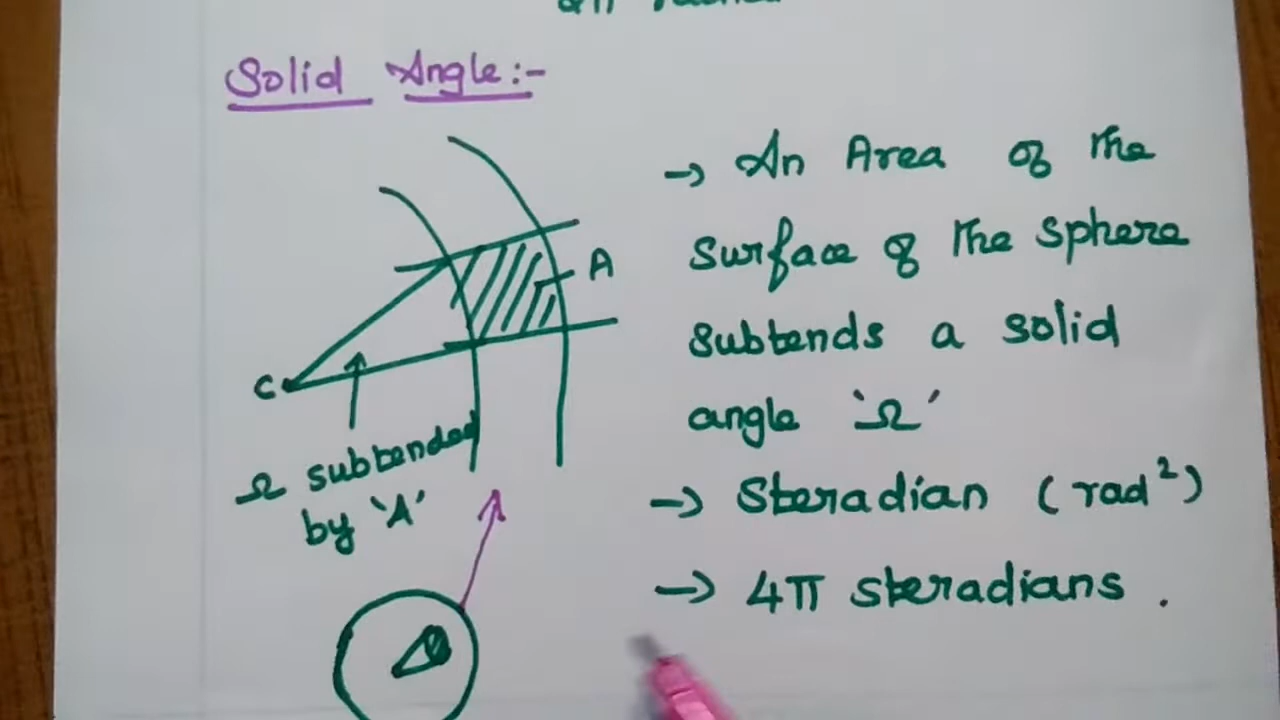 Solid Angle:-
→ An Area of the
surface of the sphere
subtends a solid
angle 'Ω'
→ Steradian (rad²)
→ 4π steradians.
A
C
Ω subtended
by 'A'